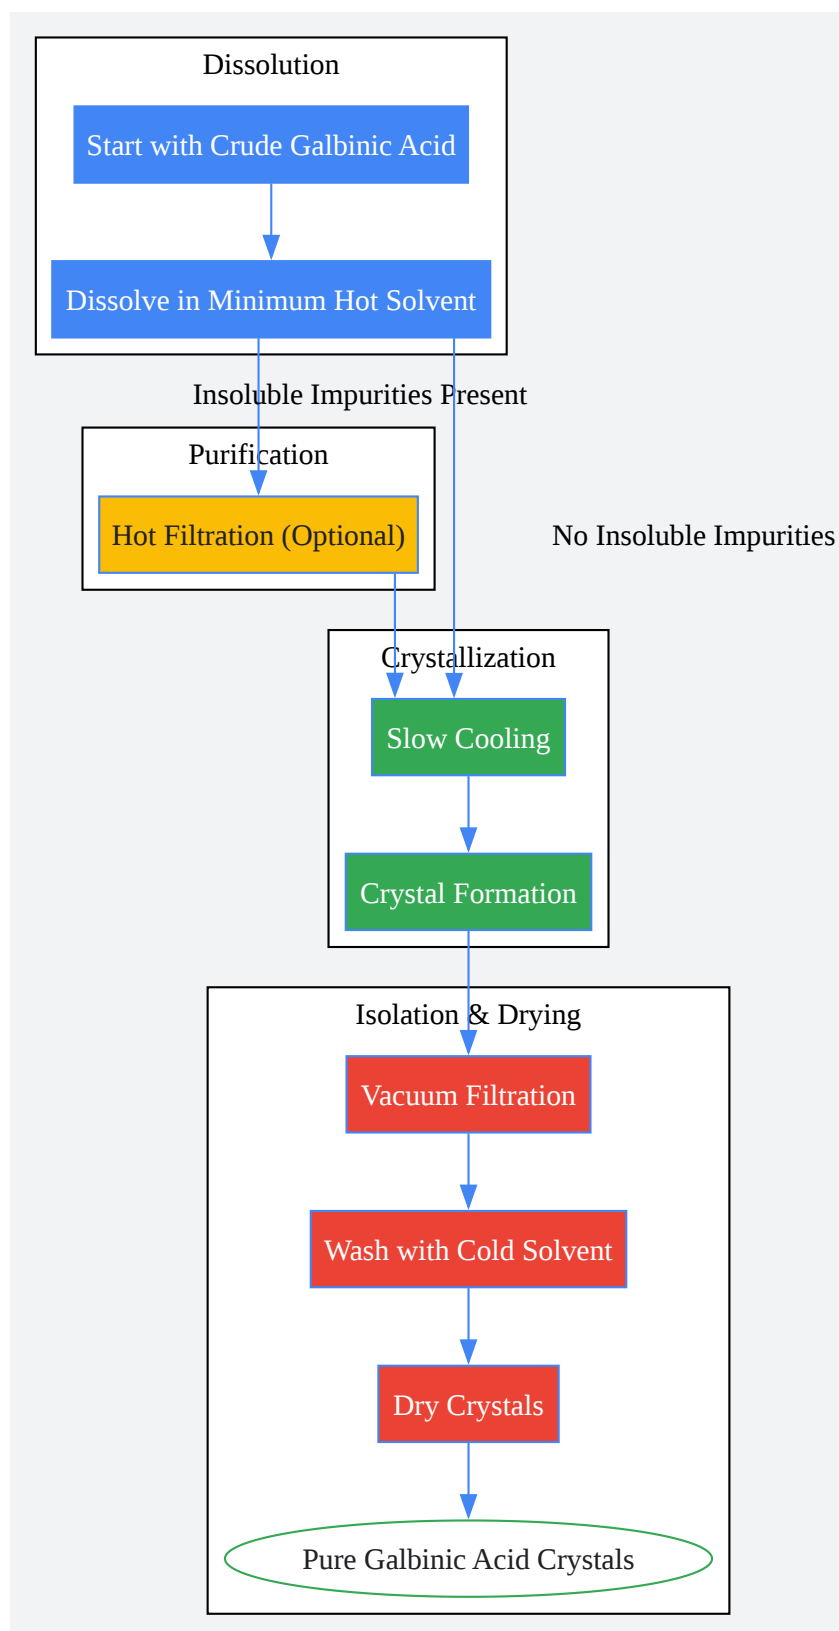 Dissolution
Start with Crude Galbinic Acid
Dissolve in Minimum Hot Solvent
Insoluble Impurities Present
Purification
Hot Filtration (Optional)
No Insoluble Impurities
Crystallization
Slow Cooling
Crystal Formation
Isolation & Drying
Vacuum Filtration
Wash with Cold Solvent
Dry Crystals
Pure Galbinic Acid Crystals